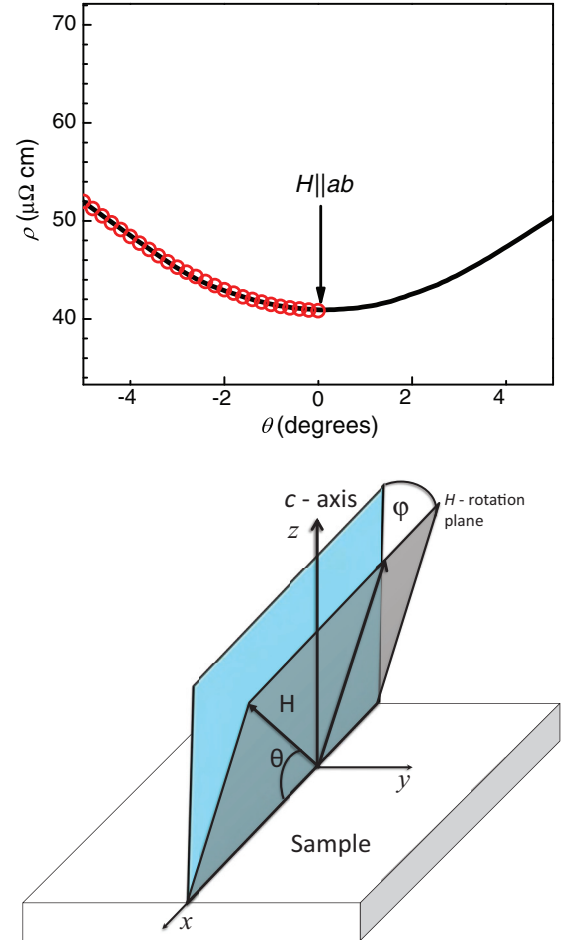 70
60
50
40
ρ (μΩ cm)
H||ab
-4
-2
0
2
4
θ (degrees)
c - axis
z
φ
H - rotation
plane
H
θ
y
Sample
x